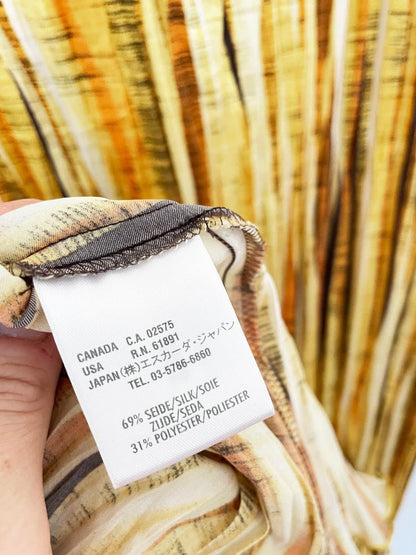 CANADA C.A. 02575
USA R.N. 61891
JAPAN (株)エスカーダ・ジャパン
TEL. 03-5786-6860
69% SEIDE/SILK/SOIE
ZIJDE/SEDA
31% POLYESTER/POLIESTER